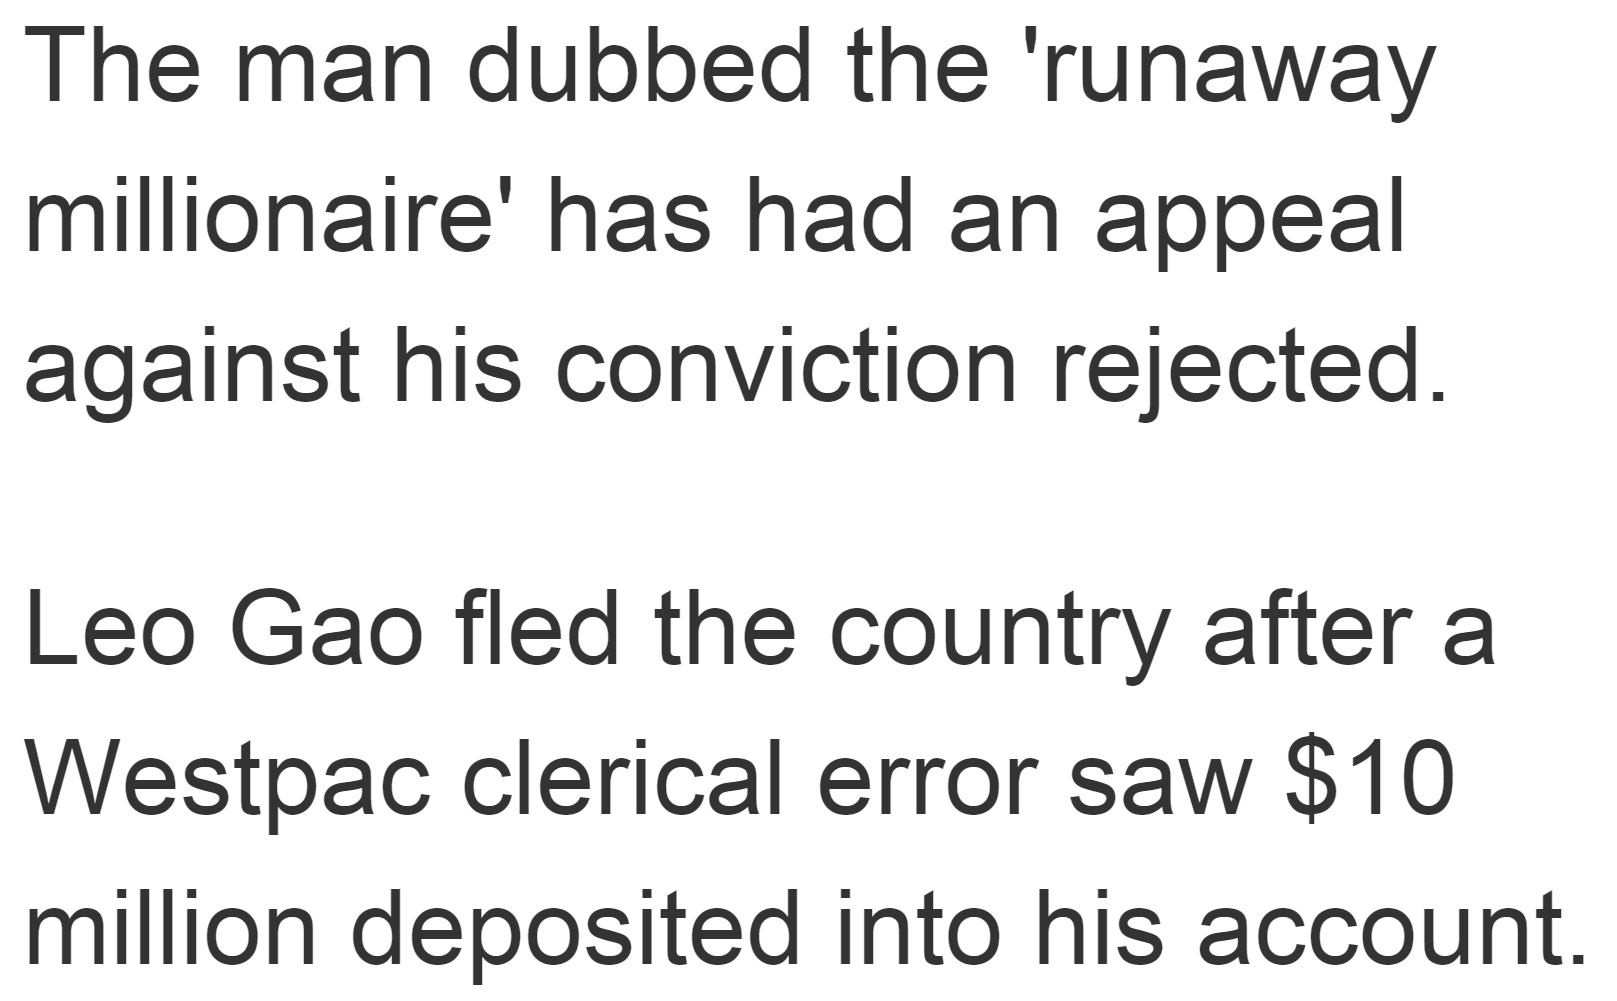 The man dubbed the 'runaway
millionaire' has had an appeal
against his conviction rejected.
Leo Gao fled the country after a
Westpac clerical error saw $10
million deposited into his account.